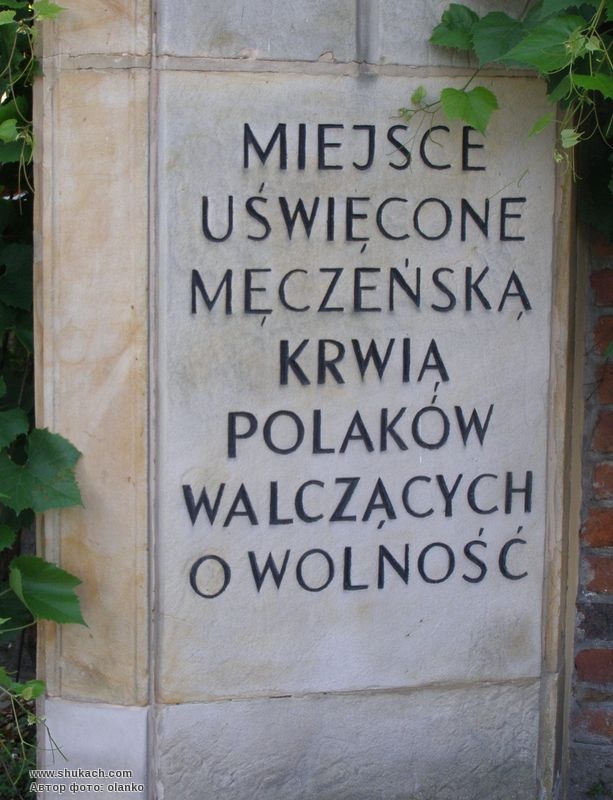 MIEJSCE
UŚWIĘCONE
MĘCZEŃSKĄ
KRWIĄ
POLAKÓW
WALCZĄCYCH
O WOLNOŚĆ
www.shukach.com
Автор фото: olanko